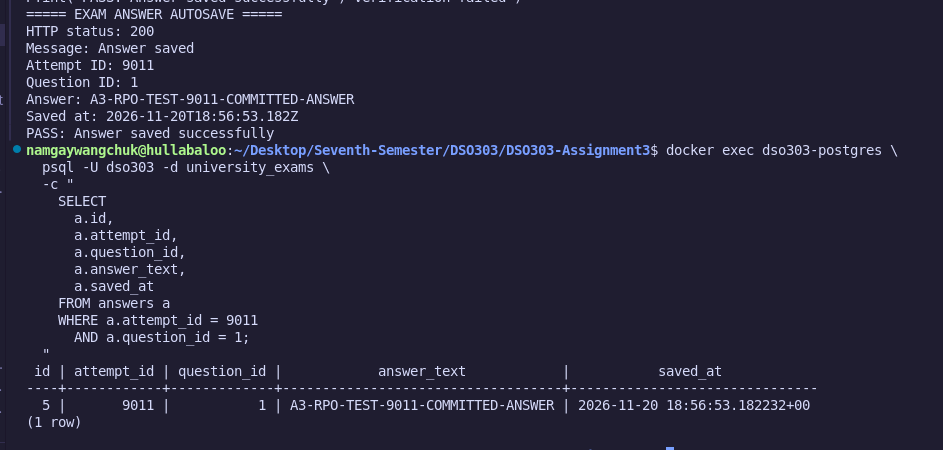 ===== EXAM ANSWER AUTOSAVE =====
HTTP status: 200
Message: Answer saved
Attempt ID: 9011
Question ID: 1
Answer: A3-RPO-TEST-9011-COMMITTED-ANSWER
Saved at: 2026-11-20T18:56:53.182Z
PASS: Answer saved successfully
namgaywangchuk@hullabaloo:~/Desktop/Seventh-Semester/DSO303/DSO303-Assignment3$ docker exec dso303-postgres \
  psql -U dso303 -d university_exams \
  -c "
    SELECT
      a.id,
      a.attempt_id,
      a.question_id,
      a.answer_text,
      a.saved_at
    FROM answers a
    WHERE a.attempt_id = 9011
      AND a.question_id = 1;
  "
 id | attempt_id | question_id |            answer_text            |           saved_at
----+------------+-------------+-----------------------------------+-------------------------------
  5 |       9011 |           1 | A3-RPO-TEST-9011-COMMITTED-ANSWER | 2026-11-20 18:56:53.182232+00
(1 row)